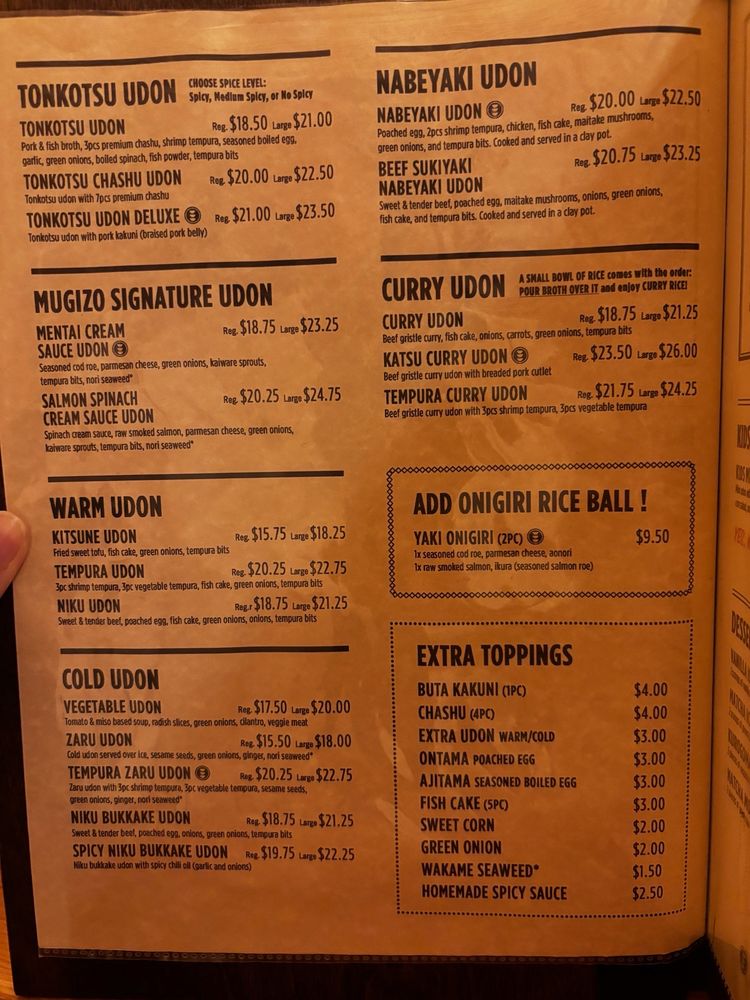 TONKOTSU UDON CHOOSE SPICE LEVEL:
Spicy, Medium Spicy, or No Spicy
TONKOTSU UDON Reg. $18.50 Large $21.00
Pork & fish broth, 3pcs premium chashu, shrimp tempura, seasoned boiled egg,
garlic, green onions, boiled spinach, fish powder, tempura bits
TONKOTSU CHASHU UDON Reg. $20.00 Large $22.50
Tonkotsu udon with 7pcs premium chashu
TONKOTSU UDON DELUXE Reg. $21.00 Large $23.50
Tonkotsu udon with pork kakuni (braised pork belly)
MUGIZO SIGNATURE UDON
MENTAI CREAM Reg. $18.75 Large $23.25
SAUCE UDON
Seasoned cod roe, parmesan cheese, green onions, kaiware sprouts,
tempura bits, nori seaweed*
SALMON SPINACH Reg. $20.25 Large $24.75
CREAM SAUCE UDON
Spinach cream sauce, raw smoked salmon, parmesan cheese, green onions,
kaiware sprouts, tempura bits, nori seaweed*
WARM UDON
KITSUNE UDON Reg. $15.75 Large $18.25
Fried sweet tofu, fish cake, green onions, tempura bits
TEMPURA UDON Reg. $20.25 Large $22.75
3pc shrimp tempura, 3pc vegetable tempura, fish cake, green onions, tempura bits
NIKU UDON Reg.r $18.75 Large $21.25
Sweet & tender beef, poached egg, fish cake, green onions, onions, tempura bits
COLD UDON
VEGETABLE UDON Reg. $17.50 Large $20.00
Tomato & miso based soup, radish slices, green onions, cilantro, veggie meat
ZARU UDON Reg. $15.50 Large $18.00
Cold udon served over ice, sesame seeds, green onions, ginger, nori seaweed*
TEMPURA ZARU UDON Reg. $20.25 Large $22.75
Zaru udon with 3pc shrimp tempura, 3pc vegetable tempura, sesame seeds,
green onions, ginger, nori seaweed*
NIKU BUKKAKE UDON Reg. $18.75 Large $21.25
Sweet & tender beef, poached egg, onions, green onions, tempura bits
SPICY NIKU BUKKAKE UDON Reg. $19.75 Large $22.25
Niku bukkake udon with spicy chili oil (garlic and onions)
NABEYAKI UDON
NABEYAKI UDON Reg. $20.00 Large $22.50
Poached egg, 2pcs shrimp tempura, chicken, fish cake, maitake mushrooms,
green onions, and tempura bits. Cooked and served in a clay pot.
BEEF SUKIYAKI Reg. $20.75 Large $23.25
NABEYAKI UDON
Sweet & tender beef, poached egg, maitake mushrooms, onions, green onions,
fish cake, and tempura bits. Cooked and served in a clay pot.
CURRY UDON A SMALL BOWL OF RICE comes with the order:
POUR BROTH OVER IT and enjoy CURRY RICE!
CURRY UDON Reg. $18.75 Large $21.25
Beef gristle curry, fish cake, onions, carrots, green onions, tempura bits
KATSU CURRY UDON Reg. $23.50 Large $26.00
Beef gristle curry udon with breaded pork cutlet
TEMPURA CURRY UDON Reg. $21.75 Large $24.25
Beef gristle curry udon with 3pcs shrimp tempura, 3pcs vegetable tempura
ADD ONIGIRI RICE BALL !
YAKI ONIGIRI (2PC) $9.50
1x seasoned cod roe, parmesan cheese, aonori
1x raw smoked salmon, ikura (seasoned salmon roe)
EXTRA TOPPINGS
BUTA KAKUNI (1PC) $4.00
CHASHU (4PC) $4.00
EXTRA UDON WARM/COLD $3.00
ONTAMA POACHED EGG $3.00
AJITAMA SEASONED BOILED EGG $3.00
FISH CAKE (5PC) $3.00
SWEET CORN $2.00
GREEN ONION $2.00
WAKAME SEAWEED* $1.50
HOMEMADE SPICY SAUCE $2.50